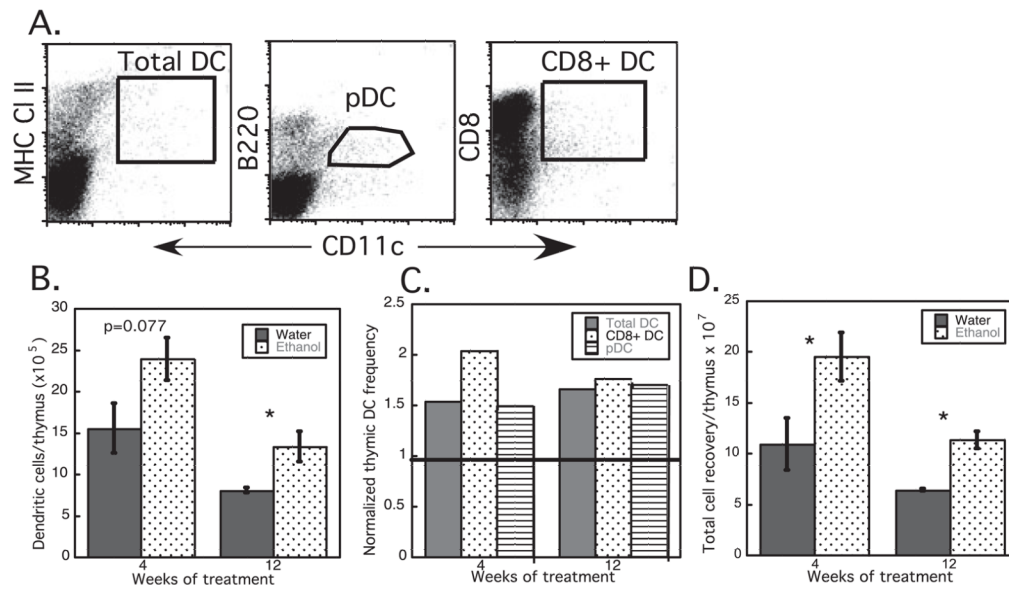 A.
MHC Cl II
Total DC
B220
pDC
CD8
CD8+ DC
CD11c
B.
Dendritic cells/thymus (x10 5)
30
25
20
15
10
5
0
p=0.077
*
Water
Ethanol
4
12
Weeks of treatment
C.
Normalized thymic DC frequency
2.5
2
1.5
1
0.5
0
Total DC
CD8+ DC
pDC
4
12
Weeks of treatment
D.
Total cell recovery/thymus x 10 7
25
20
15
10
5
0
*
*
Water
Ethanol
4
12
Weeks of treatment